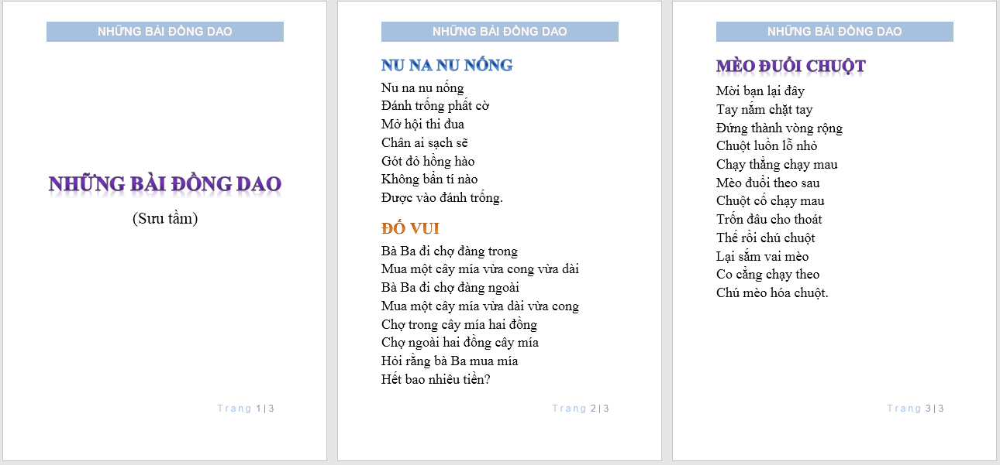 NHỮNG BÀI ĐỒNG DAO
NHỮNG BÀI ĐỒNG DAO
(Sưu tầm)
Trang 1|3
NHỮNG BÀI ĐỒNG DAO
NU NA NU NỐNG
Nu na nu nống
Đánh trống phất cờ
Mở hội thi đua
Chân ai sạch sẽ
Gót đỏ hồng hào
Không bẩn tí nào
Được vào đánh trống.
ĐỐ VUI
Bà Ba đi chợ đàng trong
Mua một cây mía vừa cong vừa dài
Bà Ba đi chợ đàng ngoài
Mua một cây mía vừa dài vừa cong
Chợ trong cây mía hai đồng
Chợ ngoài hai đồng cây mía
Hỏi rằng bà Ba mua mía
Hết bao nhiêu tiền?
Trang 2|3
NHỮNG BÀI ĐỒNG DAO
MÈO ĐUỔI CHUỘT
Mời bạn lại đây
Tay nắm chặt tay
Đứng thành vòng rộng
Chuột luồn lỗ nhỏ
Chạy thẳng chạy mau
Mèo đuổi theo sau
Chuột cố chạy mau
Trốn đâu cho thoát
Thế rồi chú chuột
Lại sắm vai mèo
Co cẳng chạy theo
Chú mèo hóa chuột.
Trang 3|3